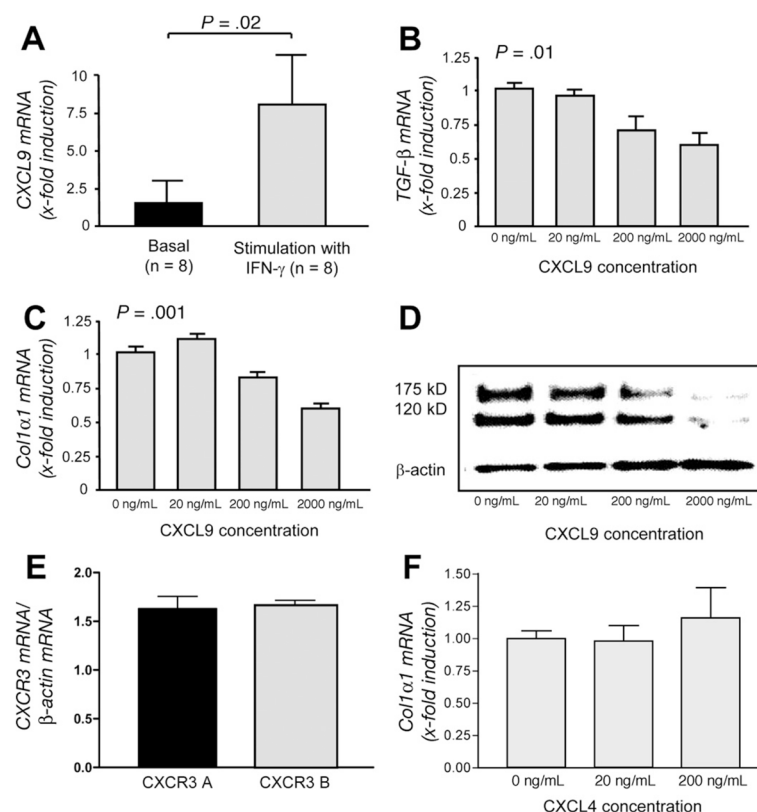 A
P = .02
CXCL9 mRNA
(x-fold induction)
10
7.5
5.0
2.5
0
Basal
(n = 8)
Stimulation with
IFN-γ (n = 8)
B
P = .01
TGF-β mRNA
(x-fold induction)
1.25
1
0.75
0.5
0.25
0
0 ng/mL 20 ng/mL 200 ng/mL 2000 ng/mL
CXCL9 concentration
C
P = .001
Col1α1 mRNA
(x-fold induction)
1.25
1
0.75
0.5
0.25
0
0 ng/mL 20 ng/mL 200 ng/mL 2000 ng/mL
CXCL9 concentration
D
175 kD
120 kD
β-actin
0 ng/mL 20 ng/mL 200 ng/mL 2000 ng/mL
CXCL9 concentration
E
CXCR3 mRNA/
β-actin mRNA
2.0
1.5
1.0
0.5
0.0
CXCR3 A CXCR3 B
F
Col1α1 mRNA
(x-fold induction)
1.50
1.25
1.00
0.75
0.50
0.25
0.00
0 ng/mL 20 ng/mL 200 ng/mL
CXCL4 concentration